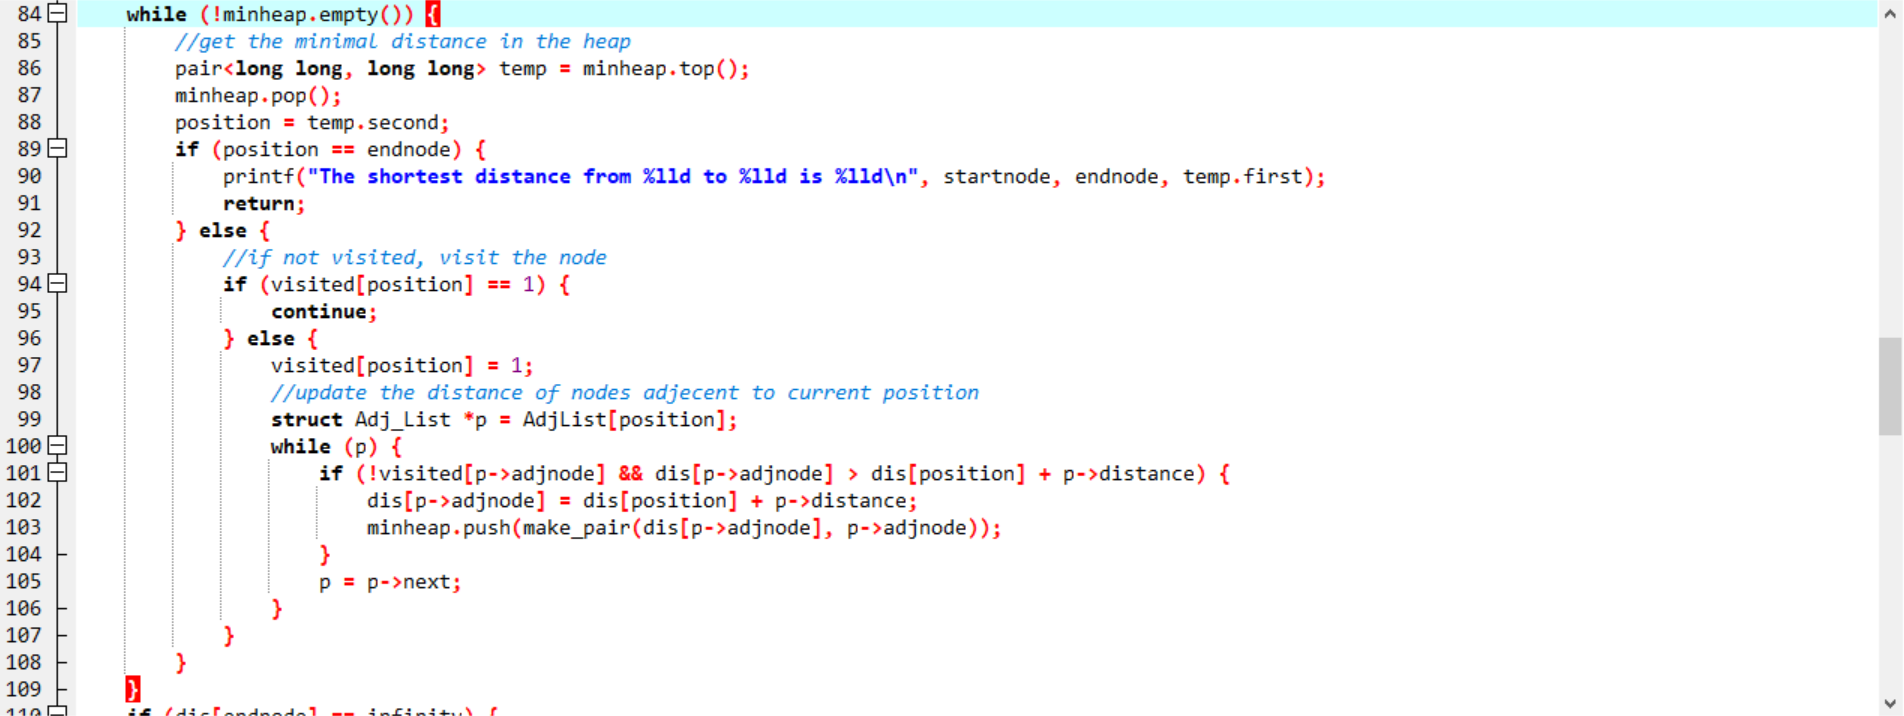 84 while (!minheap.empty()) {
85 //get the minimal distance in the heap
86 pair<long long, long long> temp = minheap.top();
87 minheap.pop();
88 position = temp.second;
89 if (position == endnode) {
90 printf("The shortest distance from %lld to %lld is %lld\n", startnode, endnode, temp.first);
91 return;
92 } else {
93 //if not visited, visit the node
94 if (visited[position] == 1) {
95 continue;
96 } else {
97 visited[position] = 1;
98 //update the distance of nodes adjecent to current position
99 struct Adj_List *p = AdjList[position];
100 while (p) {
101 if (!visited[p->adjnode] && dis[p->adjnode] > dis[position] + p->distance) {
102 dis[p->adjnode] = dis[position] + p->distance;
103 minheap.push(make_pair(dis[p->adjnode], p->adjnode));
104 }
105 p = p->next;
106 }
107 }
108 }
109 }
110 if (dis[endnode] == infinity) {